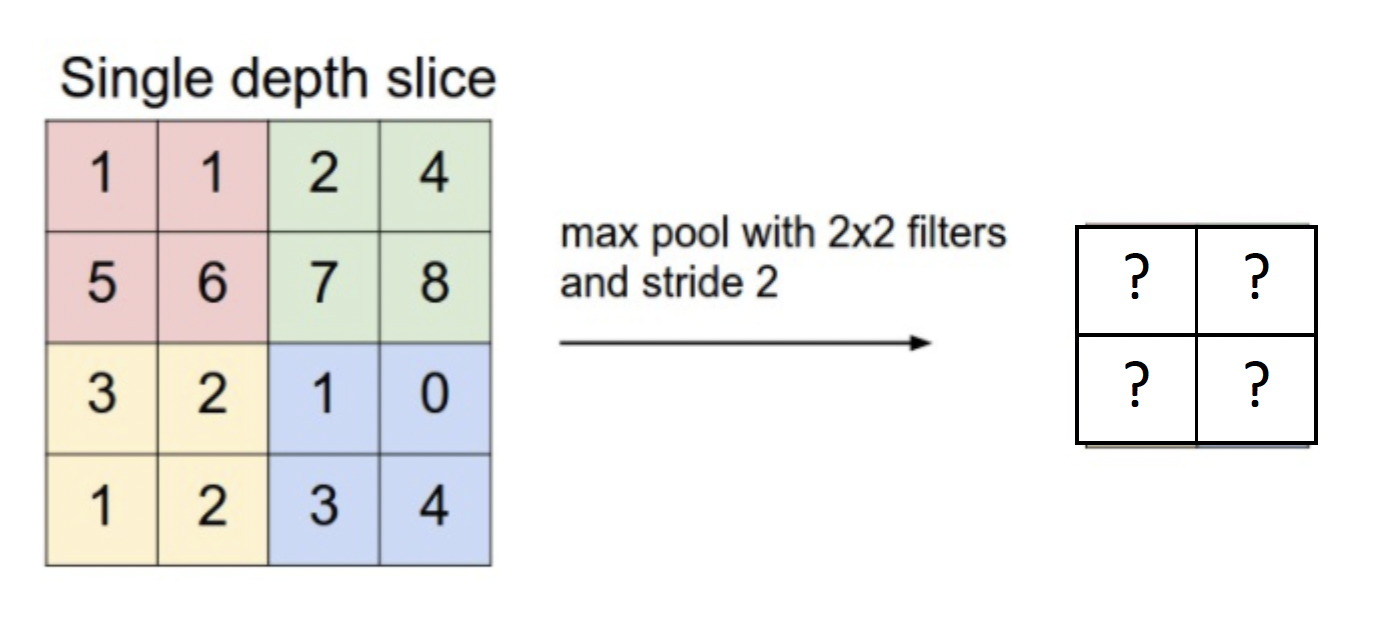 Single depth slice
1 1 2 4
5 6 7 8
3 2 1 0
1 2 3 4
max pool with 2x2 filters
and stride 2
? ?
? ?